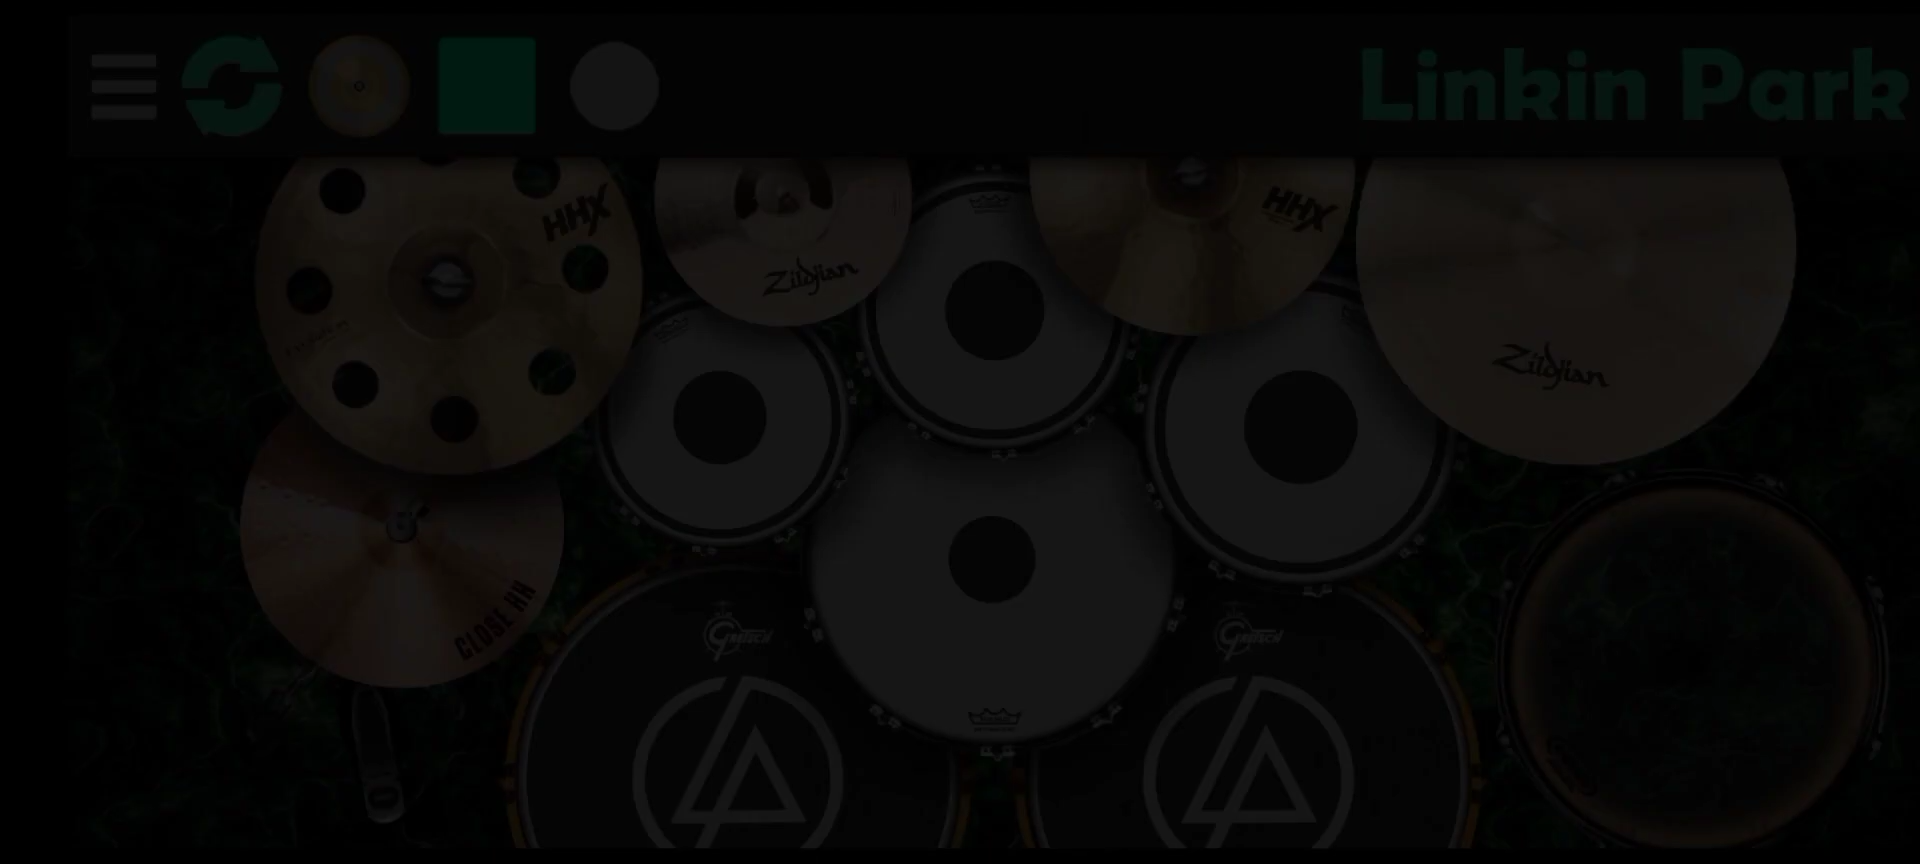 Linkin Park
HHX
Zildjian
HHX
Zildjian
CLOSE HH
GRETSCH
GRETSCH